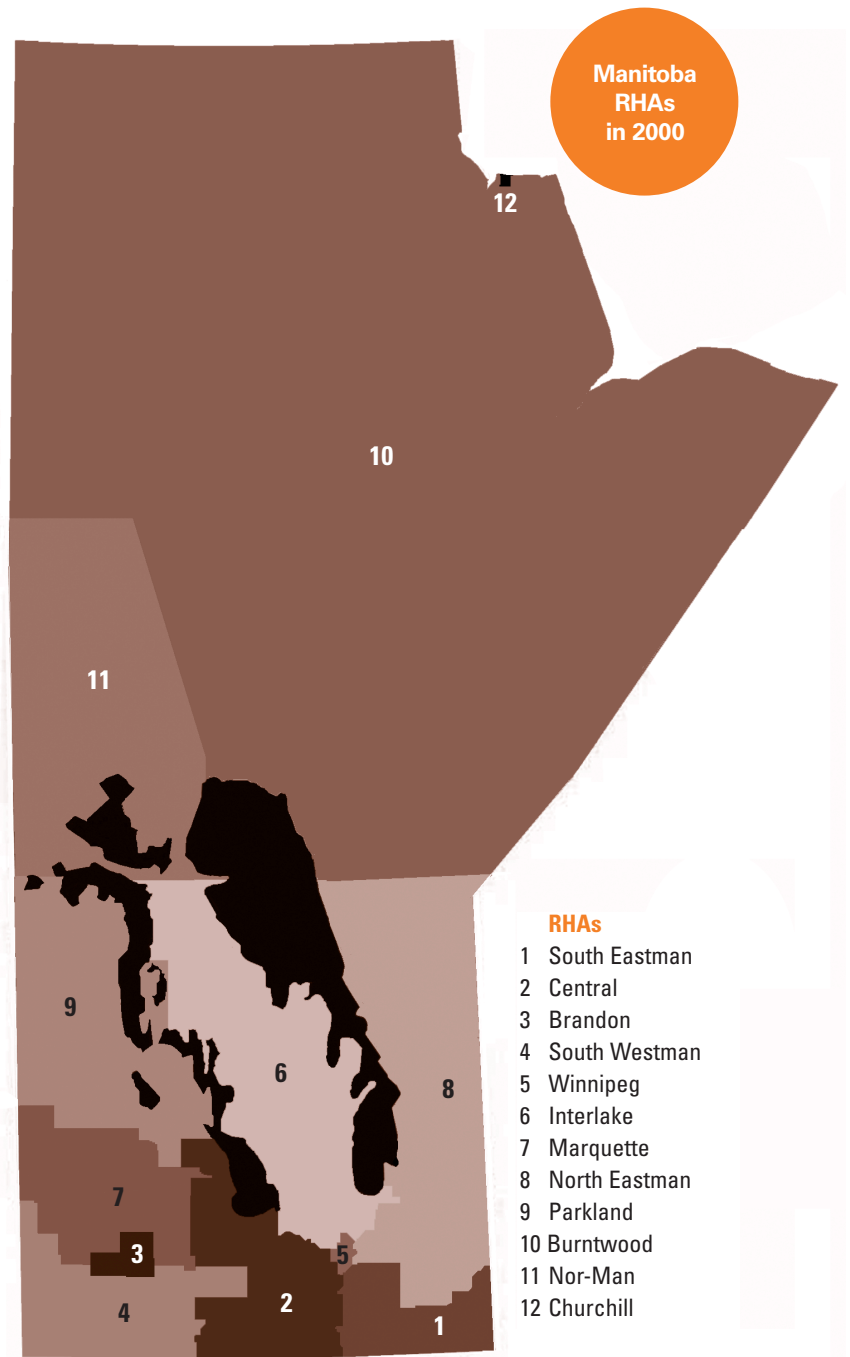 Manitoba
RHAs
in 2000
12
10
11
9
6
8
7
3
5
2
4
1
RHAs
1 South Eastman
2 Central
3 Brandon
4 South Westman
5 Winnipeg
6 Interlake
7 Marquette
8 North Eastman
9 Parkland
10 Burntwood
11 Nor-Man
12 Churchill